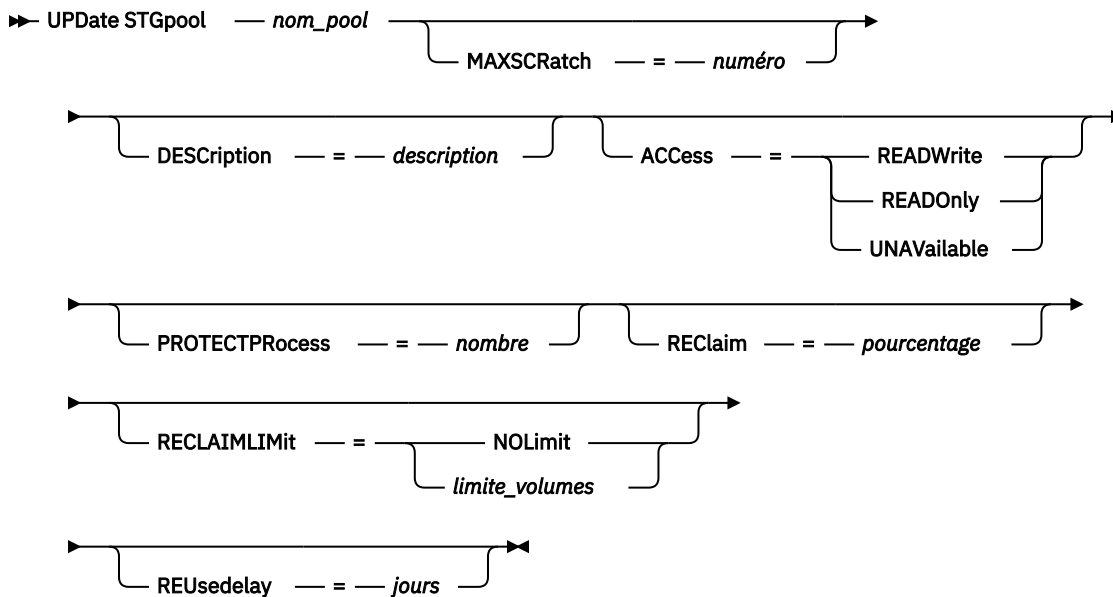 UPDate STGpool nom_pool
MAXSCRatch = numéro
DESCription = description ACCess = READWrite
READOnly
UNAVailable
PROTECTPRocess = nombre REClaim = pourcentage
RECLAIMLIMit = NOLimit
limite_volumes
REUsedelay = jours